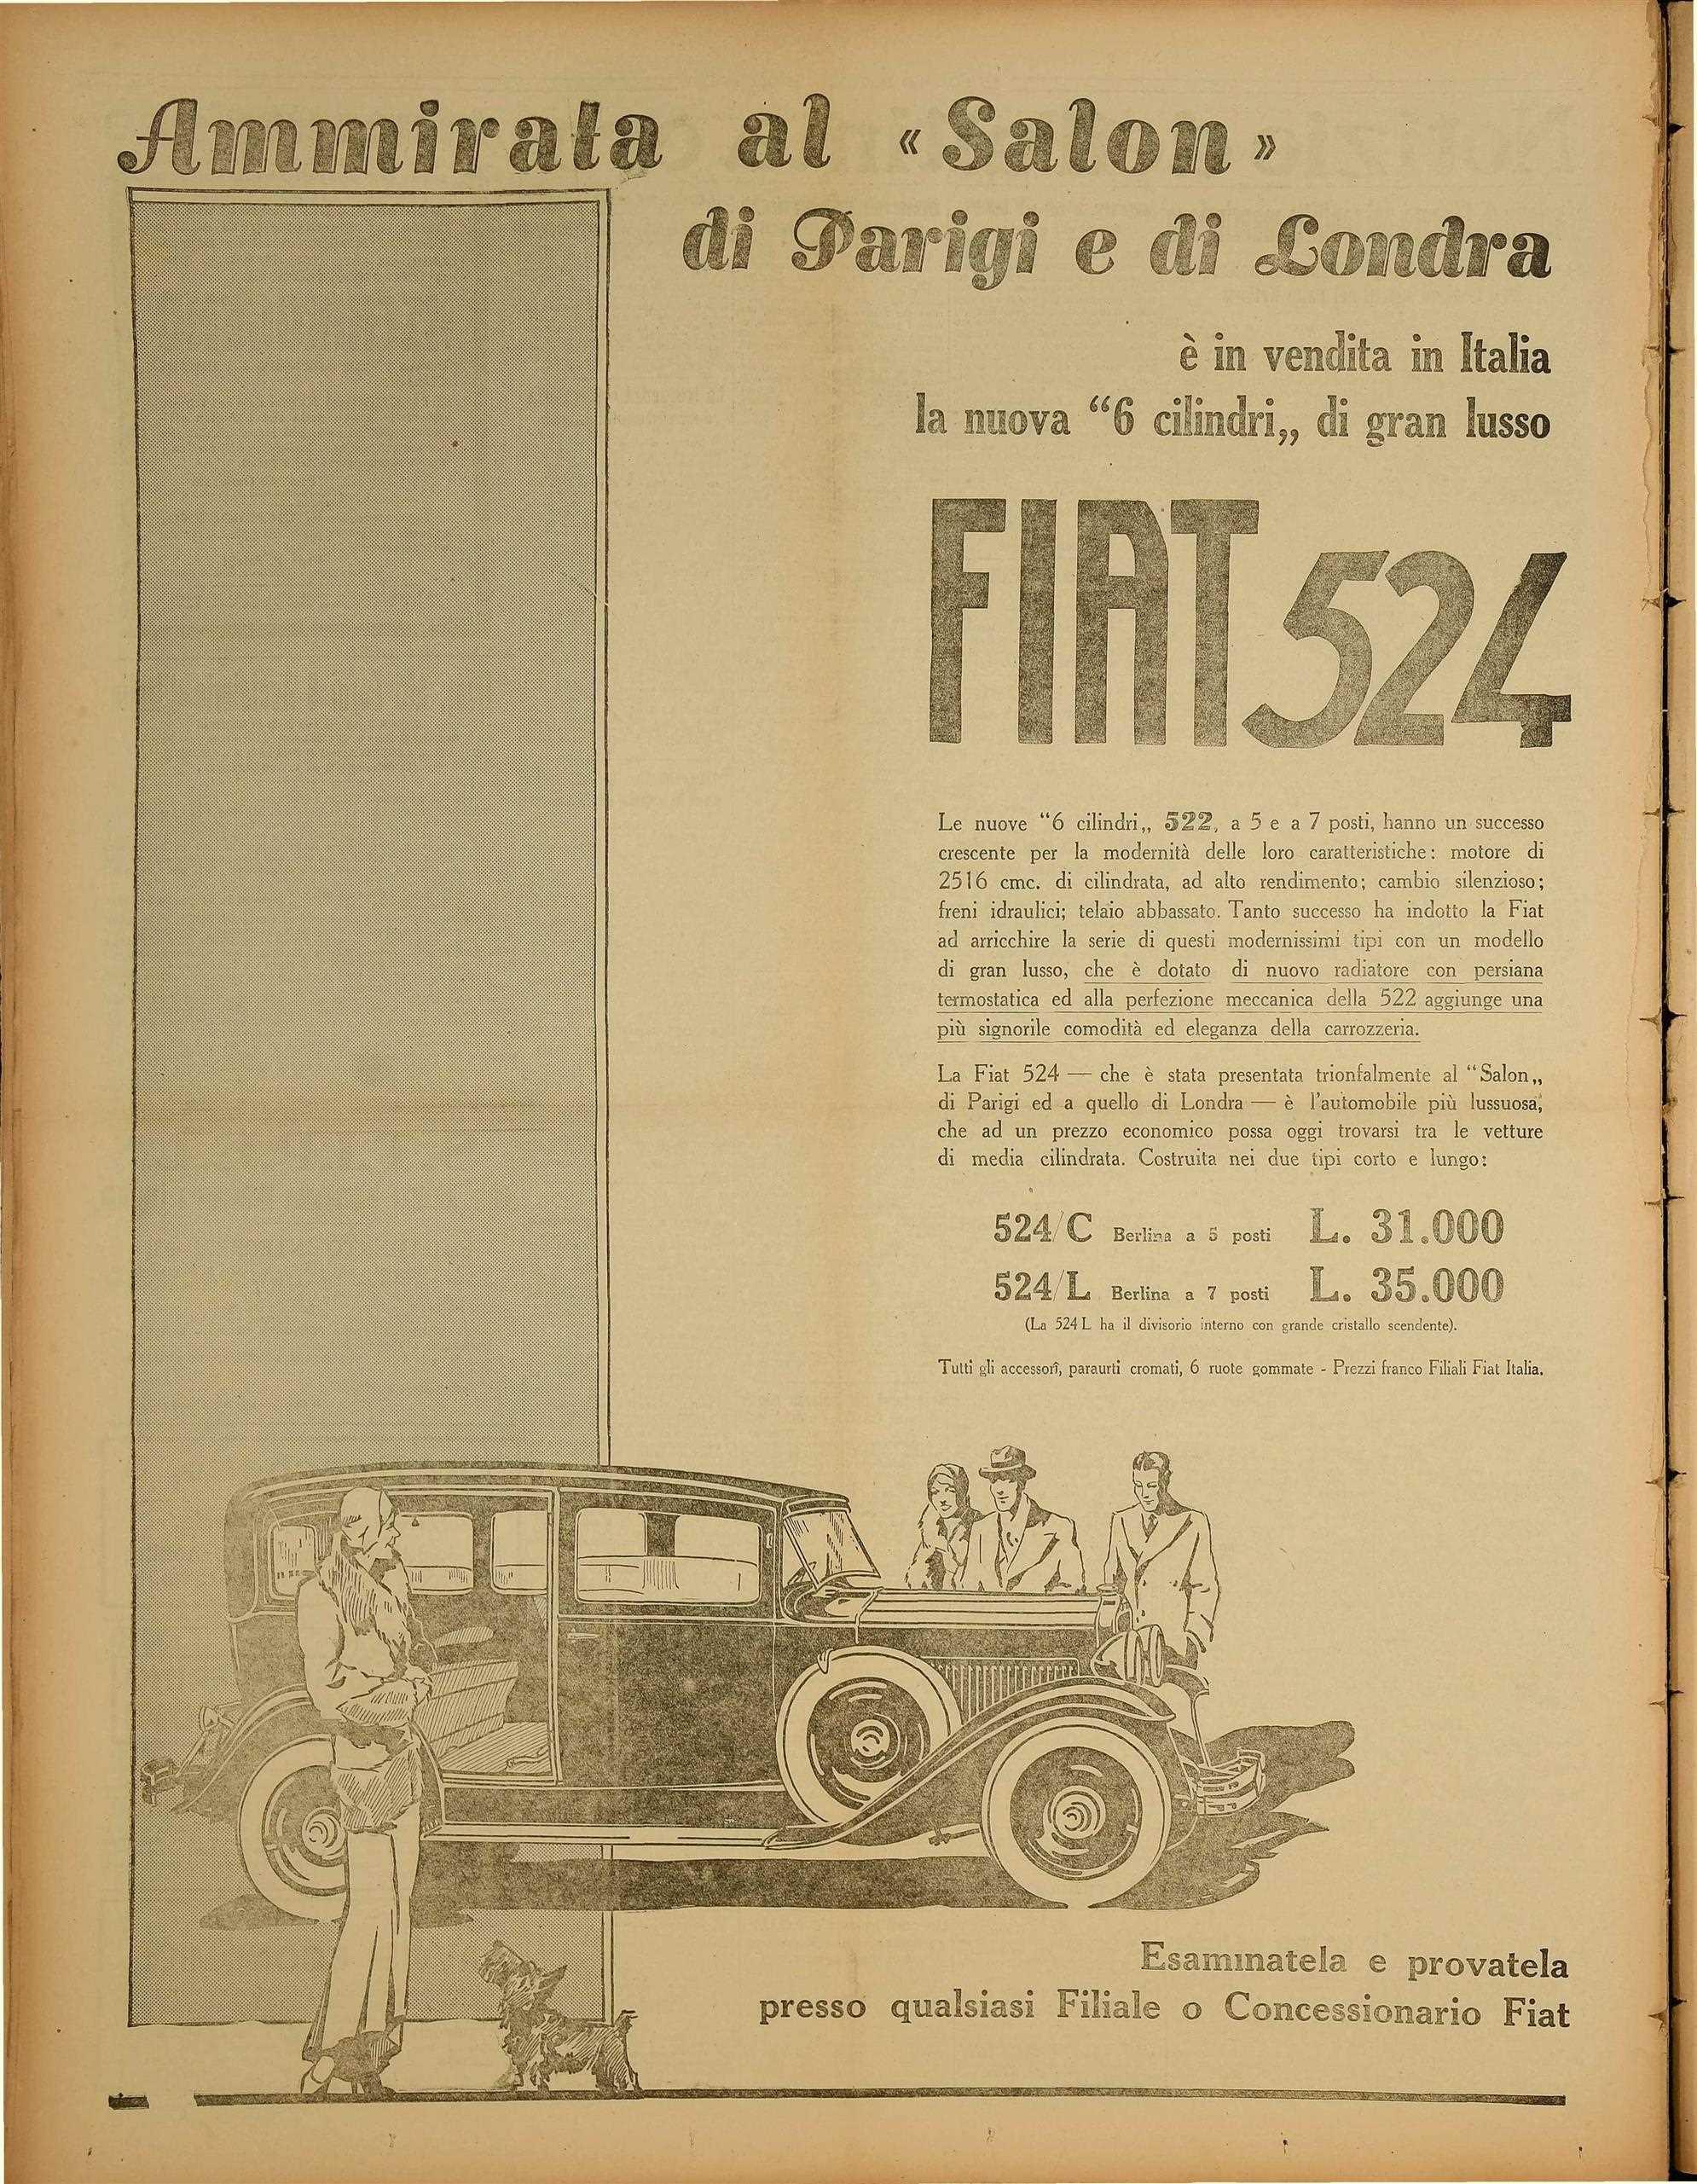 Ammirata al « Salon »
di Parigi e di Londra
è in vendita in Italia
la nuova “6 cilindri„ di gran lusso
FIAT 524
Le nuove “6 cilindri„ 522, a 5 e a 7 posti, hanno un successo
crescente per la modernità delle loro caratteristiche: motore di
2516 cmc. di cilindrata, ad alto rendimento; cambio silenzioso;
freni idraulici; telaio abbassato. Tanto successo ha indotto la Fiat
ad arricchire la serie di questi modernissimi tipi con un modello
di gran lusso, che è dotato di nuovo radiatore con persiana
termostatica ed alla perfezione meccanica della 522 aggiunge una
più signorile comodità ed eleganza della carrozzeria.
La Fiat 524 — che è stata presentata trionfalmente al “Salon„
di Parigi ed a quello di Londra — è l'automobile più lussuosa,
che ad un prezzo economico possa oggi trovarsi tra le vetture
di media cilindrata. Costruita nei due tipi corto e lungo:
524/C Berlina a 5 posti L. 31.000
524/L Berlina a 7 posti L. 35.000
(La 524 L ha il divisorio interno con grande cristallo scendente).
Tutti gli accessorî, paraurti cromati, 6 ruote gommate - Prezzi franco Filiali Fiat Italia.
Esaminatela e provatela
presso qualsiasi Filiale o Concessionario Fiat